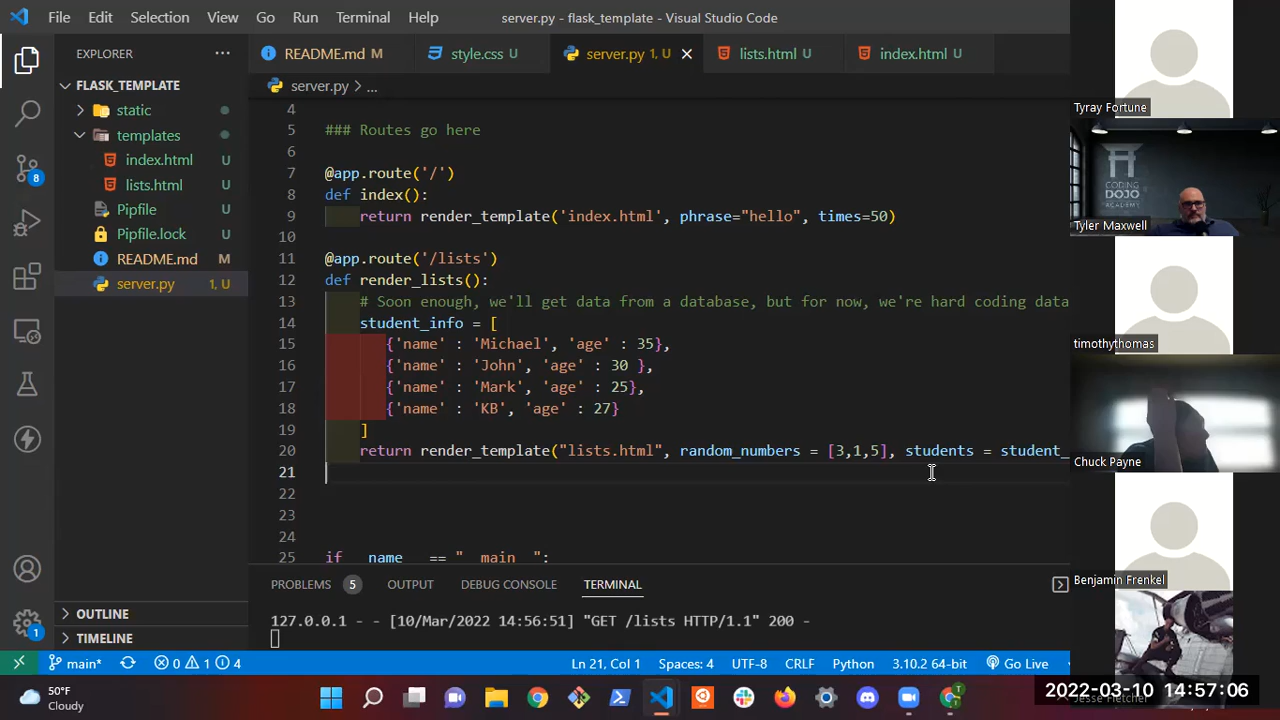 File Edit Selection View Go Run Terminal Help server.py - flask_template - Visual Studio Code
EXPLORER ...
README.md M style.css U server.py 1, U lists.html U index.html U
FLASK_TEMPLATE
server.py > ...
static
templates
index.html U
lists.html U
Pipfile U
Pipfile.lock U
README.md M
server.py 1, U
OUTLINE
TIMELINE
8
1
4
5 ### Routes go here
6
7 @app.route('/')
8 def index():
9 return render_template('index.html', phrase="hello", times=50)
10
11 @app.route('/lists')
12 def render_lists():
13 # Soon enough, we'll get data from a database, but for now, we're hard coding data
14 student_info = [
15 {'name' : 'Michael', 'age' : 35},
16 {'name' : 'John', 'age' : 30 },
17 {'name' : 'Mark', 'age' : 25},
18 {'name' : 'KB', 'age' : 27}
19 ]
20 return render_template("lists.html", random_numbers = [3,1,5], students = student_
21
22
23
24
25 if __name__ == "__main__":
PROBLEMS 5 OUTPUT DEBUG CONSOLE TERMINAL
127.0.0.1 - - [10/Mar/2022 14:56:51] "GET /lists HTTP/1.1" 200 -
main* 0 1 4 Ln 21, Col 1 Spaces: 4 UTF-8 CRLF Python 3.10.2 64-bit Go Live
50°F
Cloudy
Tyray Fortune
CODING
DOJO
ACADEMY
Tyler Maxwell
timothythomas
Chuck Payne
Benjamin Frenkel
Jesse Fletcher
2022-03-10 14:57:06